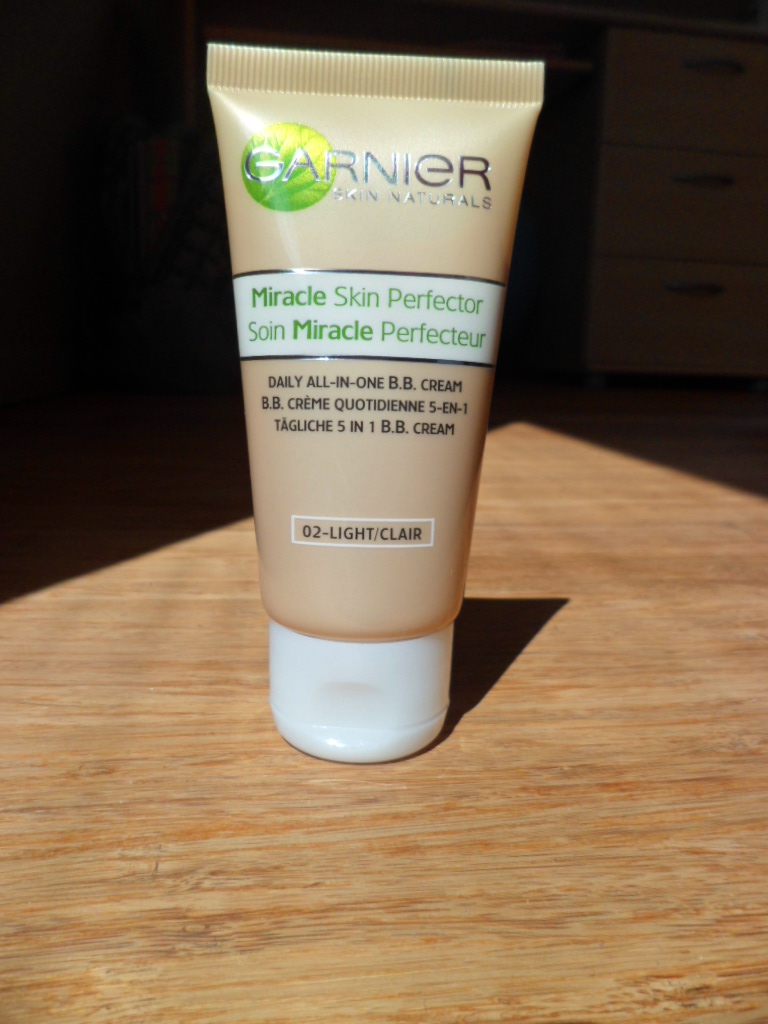 GARNIER
SKIN NATURALS
Miracle Skin Perfector
Soin Miracle Perfecteur
DAILY ALL-IN-ONE B.B. CREAM
B.B. CRÈME QUOTIDIENNE 5-EN-1
TÄGLICHE 5 IN 1 B.B. CREAM
02-LIGHT/CLAIR